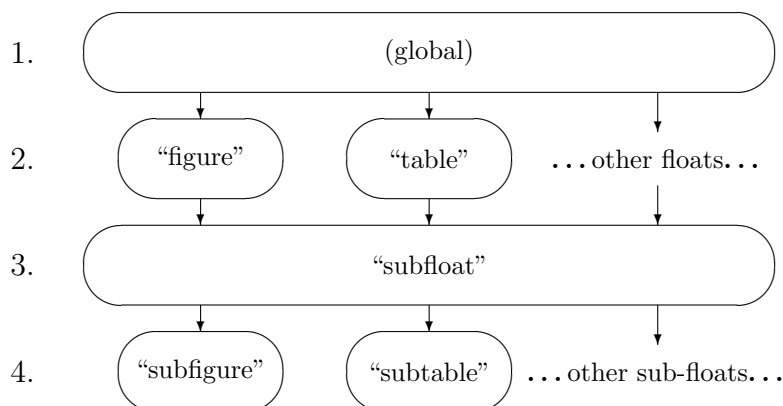 1. (global)
2. “figure” “table” ...other floats...
3. “subfloat”
4. “subfigure” “subtable” ...other sub-floats...